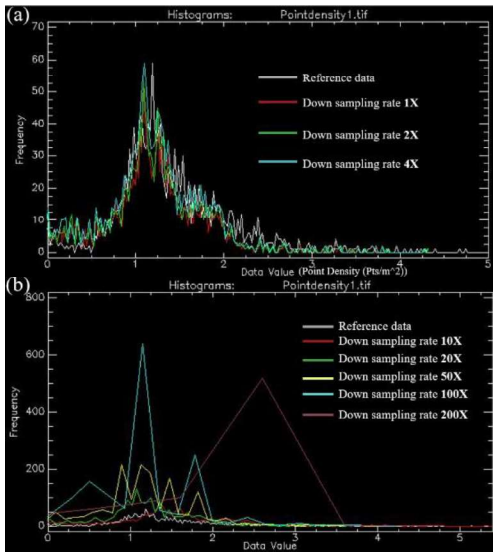 (a)
Histograms: Pointdensity1.tif
70
60
50
40
30
20
10
0
Frequency
Reference data
Down sampling rate 1X
Down sampling rate 2X
Down sampling rate 4X
0 1 2 3 4 5
Data Value (Point Density (Pts/m^2))
(b)
Histograms: Pointdensity1.tif
800
600
400
200
0
Frequency
Reference data
Down sampling rate 10X
Down sampling rate 20X
Down sampling rate 50X
Down sampling rate 100X
Down sampling rate 200X
0 1 2 3 4 5
Data Value